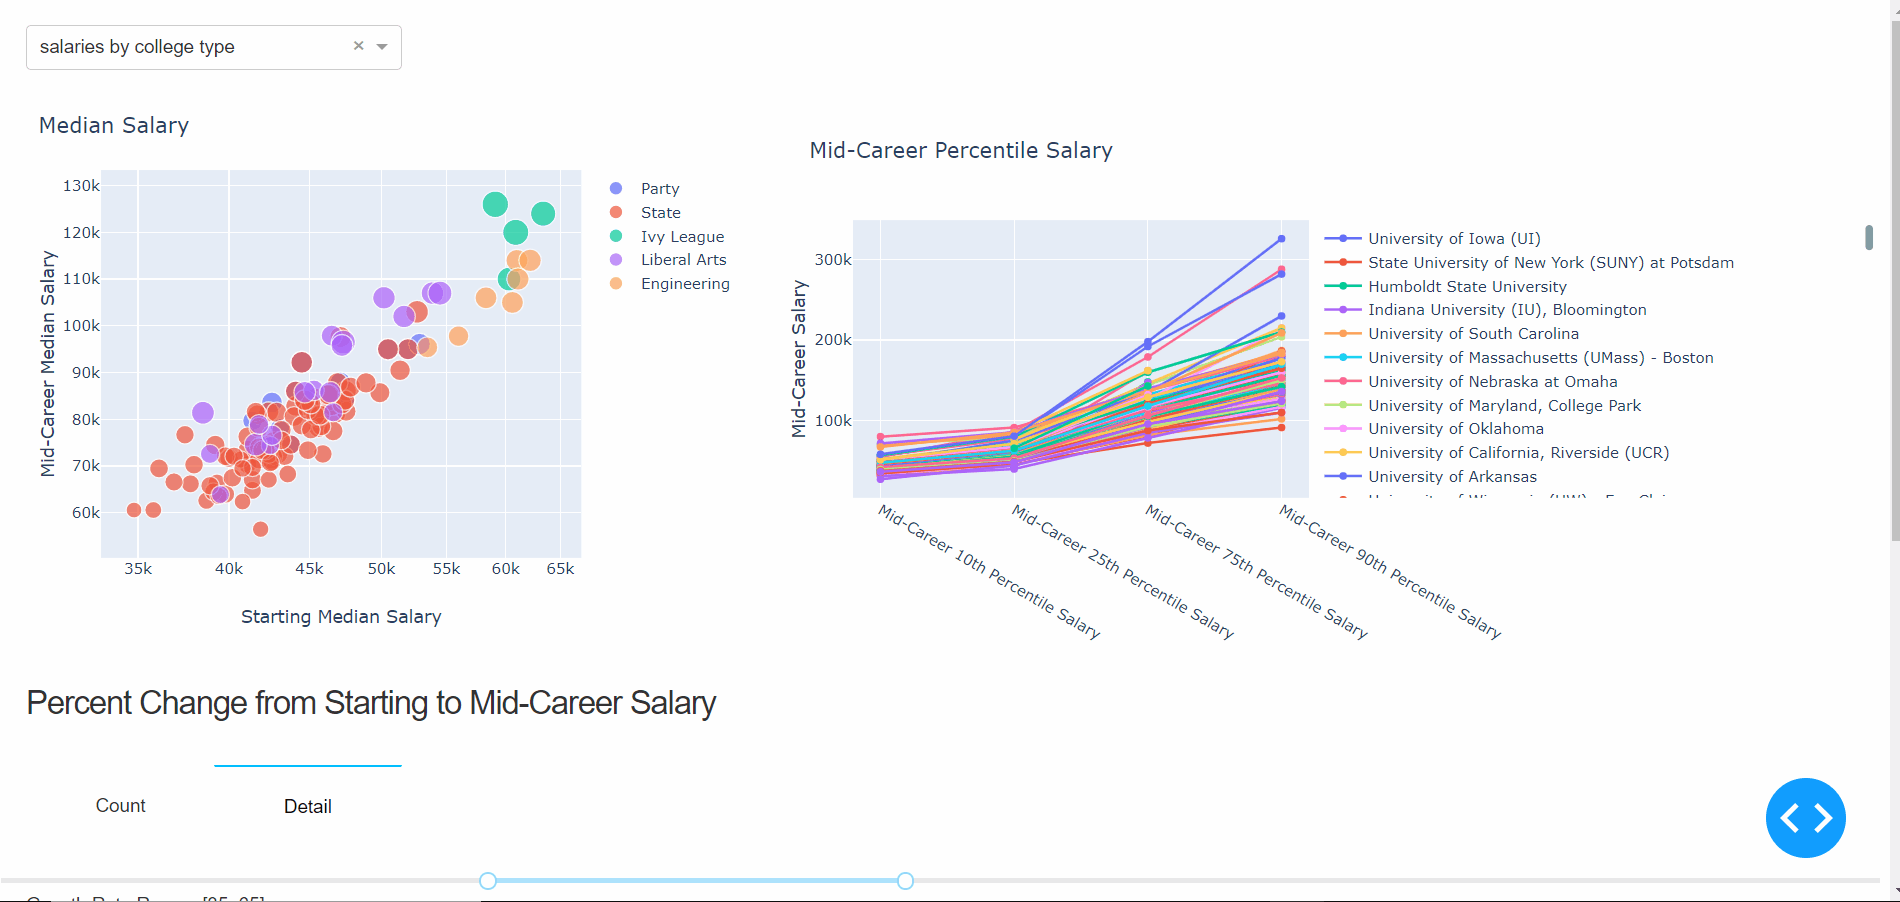 salaries by college type
Median Salary
130k
120k
110k
100k
90k
80k
70k
60k
Mid-Career Median Salary
35k 40k 45k 50k 55k 60k 65k
Starting Median Salary
Party
State
Ivy League
Liberal Arts
Engineering
Mid-Career Percentile Salary
300k
200k
100k
Mid-Career Salary
Mid-Career 10th Percentile Salary
Mid-Career 25th Percentile Salary
Mid-Career 75th Percentile Salary
Mid-Career 90th Percentile Salary
University of Iowa (UI)
State University of New York (SUNY) at Potsdam
Humboldt State University
Indiana University (IU), Bloomington
University of South Carolina
University of Massachusetts (UMass) - Boston
University of Nebraska at Omaha
University of Maryland, College Park
University of Oklahoma
University of California, Riverside (UCR)
University of Arkansas
Percent Change from Starting to Mid-Career Salary
Count Detail